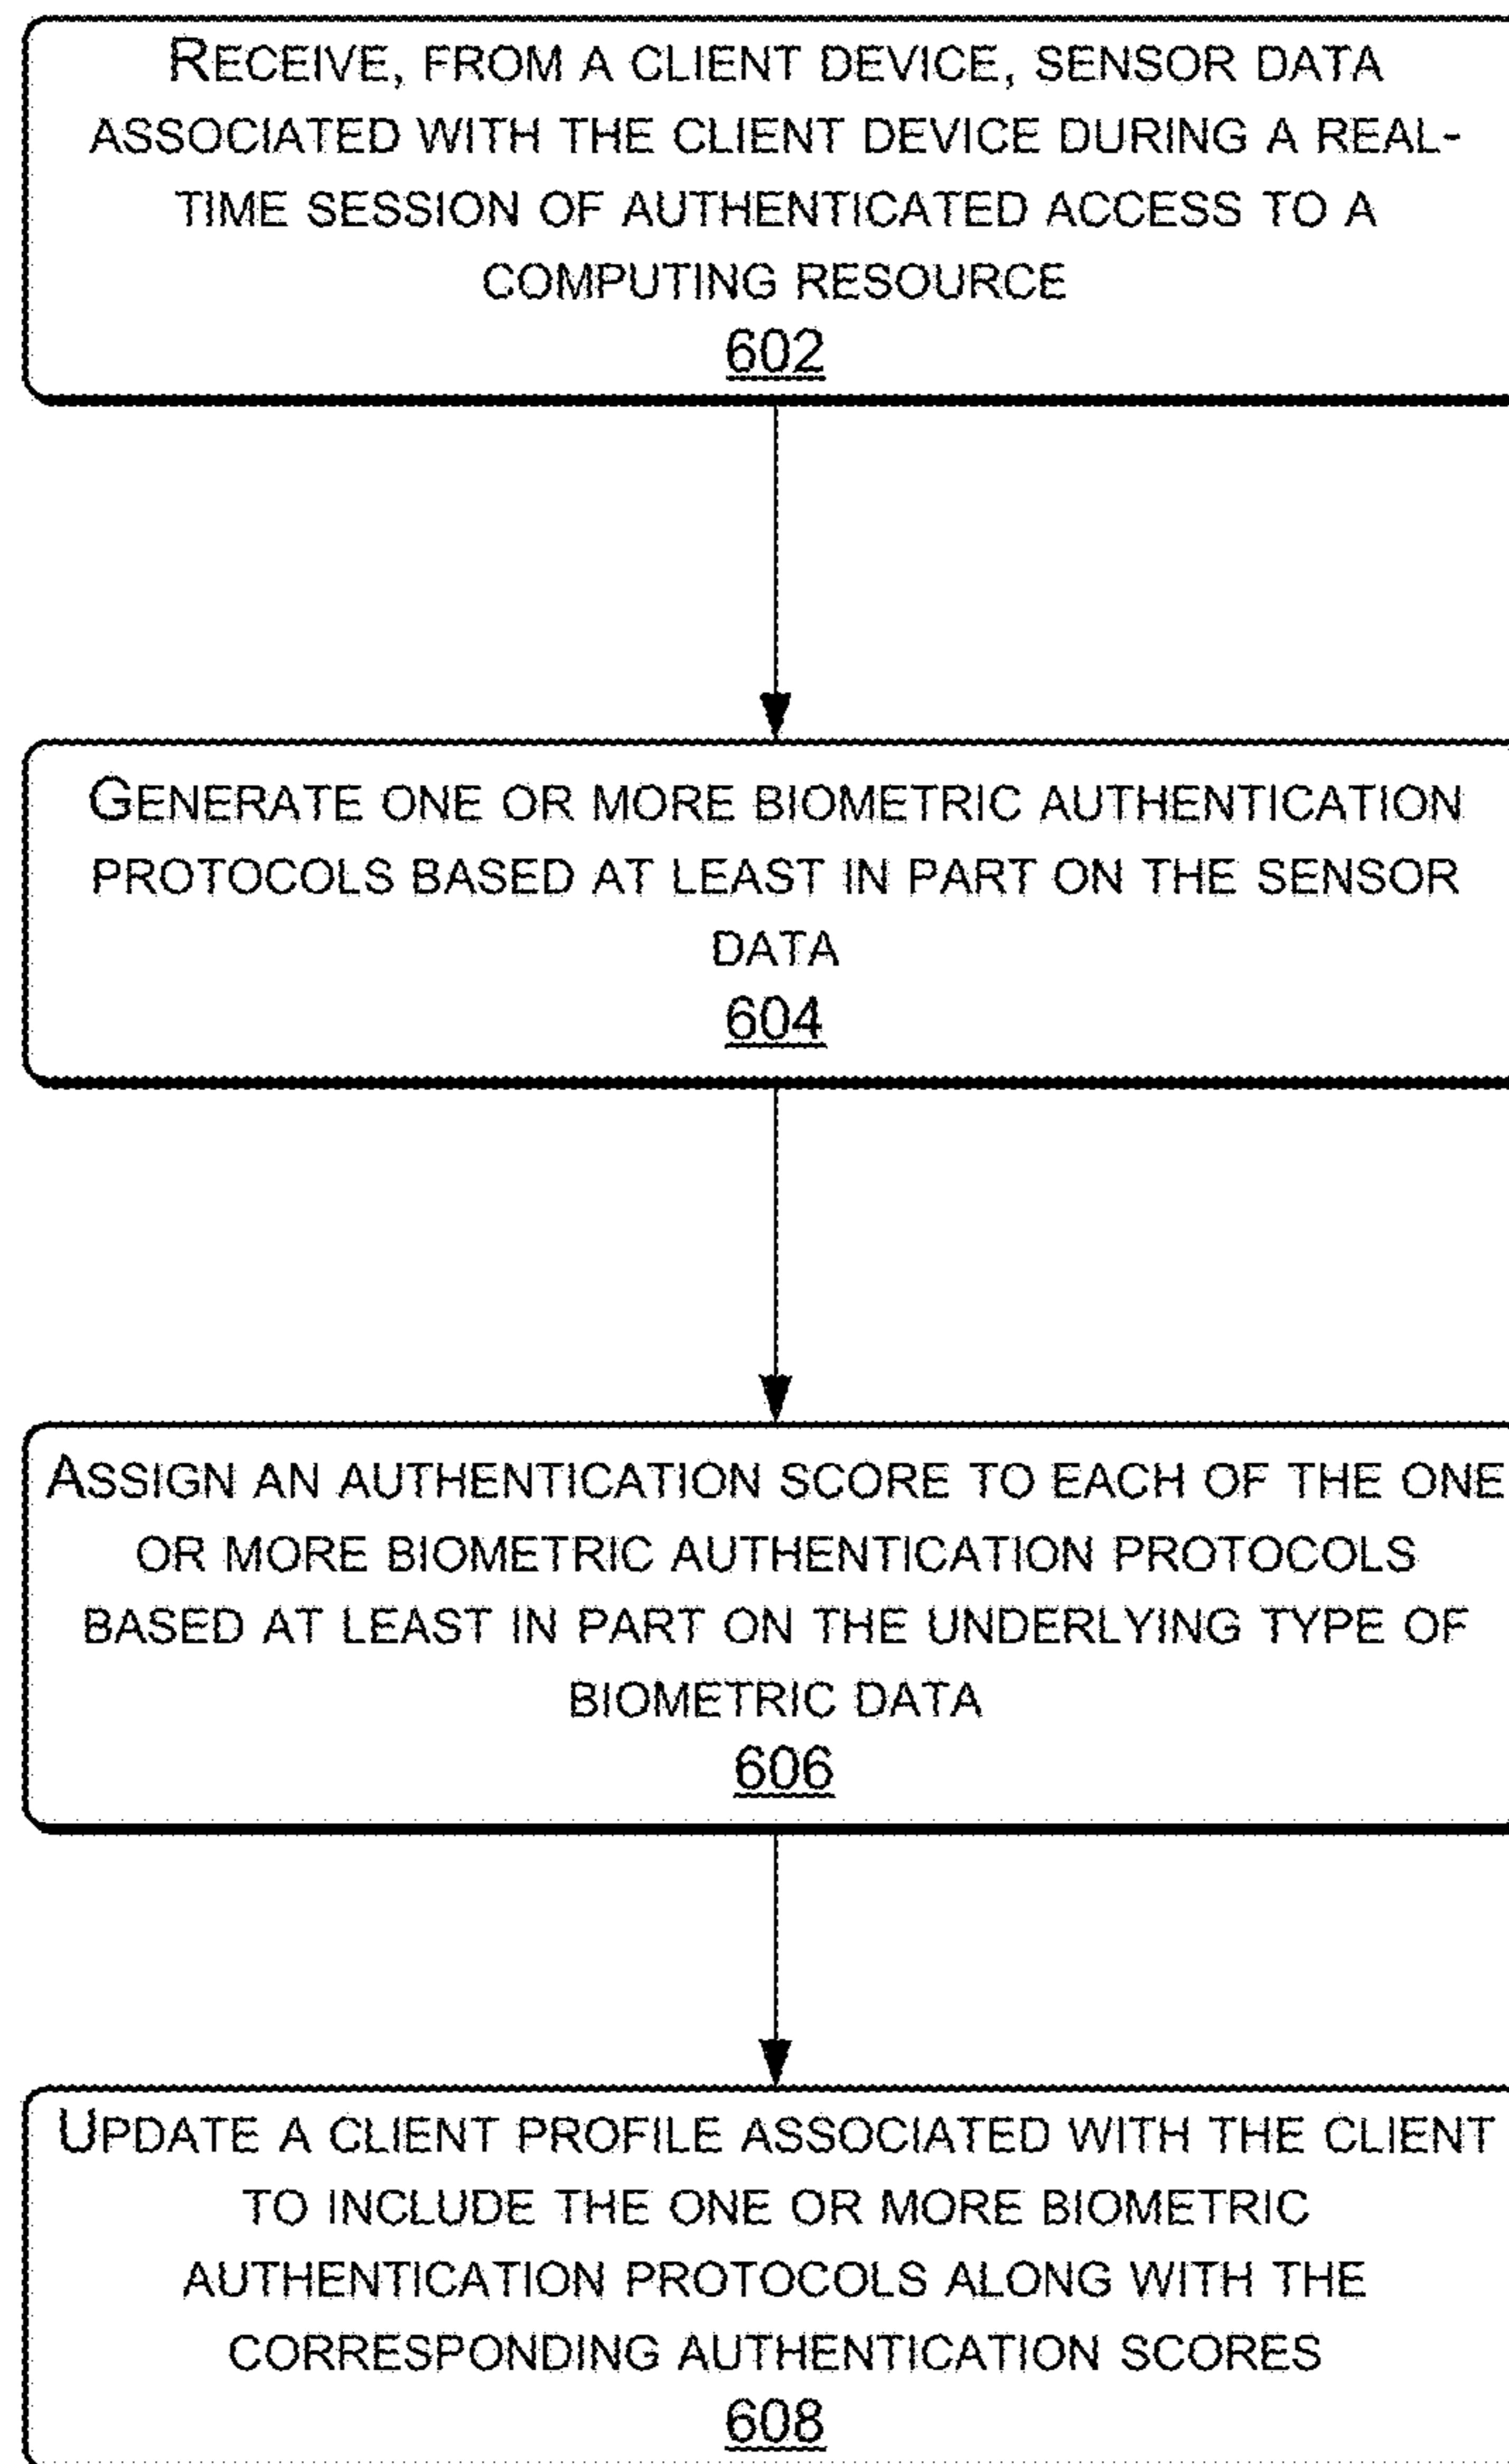 RECEIVE, FROM A CLIENT DEVICE, SENSOR DATA
ASSOCIATED WITH THE CLIENT DEVICE DURING A REAL-
TIME SESSION OF AUTHENTICATED ACCESS TO A
COMPUTING RESOURCE
602
GENERATE ONE OR MORE BIOMETRIC AUTHENTICATION
PROTOCOLS BASED AT LEAST IN PART ON THE SENSOR
DATA
604
ASSIGN AN AUTHENTICATION SCORE TO EACH OF THE ONE
OR MORE BIOMETRIC AUTHENTICATION PROTOCOLS
BASED AT LEAST IN PART ON THE UNDERLYING TYPE OF
BIOMETRIC DATA
606
UPDATE A CLIENT PROFILE ASSOCIATED WITH THE CLIENT
TO INCLUDE THE ONE OR MORE BIOMETRIC
AUTHENTICATION PROTOCOLS ALONG WITH THE
CORRESPONDING AUTHENTICATION SCORES
608